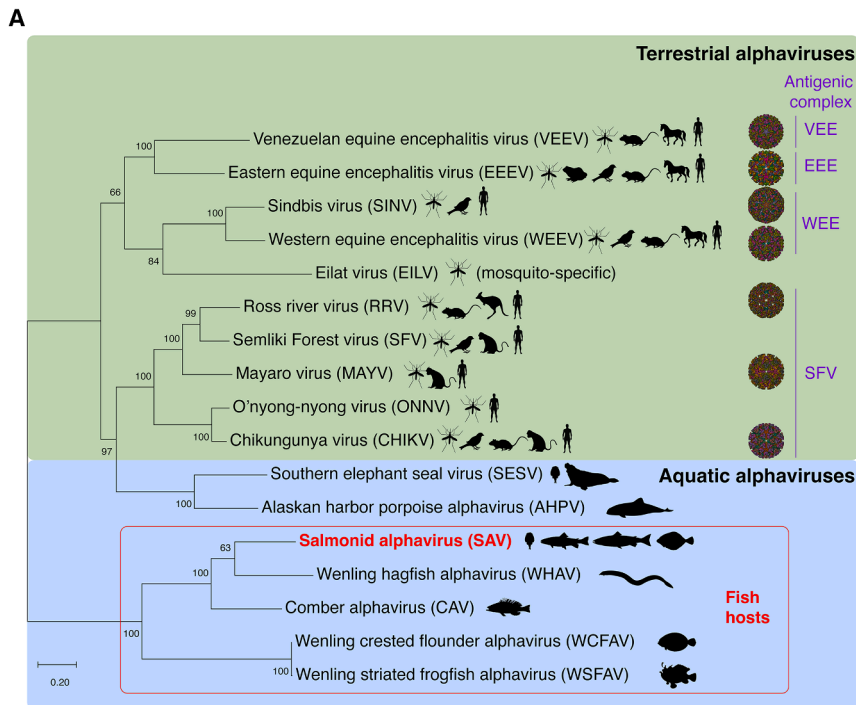 A
Terrestrial alphaviruses
Antigenic
complex
Venezuelan equine encephalitis virus (VEEV)
VEE
100
Eastern equine encephalitis virus (EEEV)
EEE
66
Sindbis virus (SINV)
100
WEE
Western equine encephalitis virus (WEEV)
84
Eilat virus (EILV) (mosquito-specific)
Ross river virus (RRV)
99
Semliki Forest virus (SFV)
100
Mayaro virus (MAYV)
SFV
100
O'nyong-nyong virus (ONNV)
100
Chikungunya virus (CHIKV)
97
Southern elephant seal virus (SESV)
Aquatic alphaviruses
100
Alaskan harbor porpoise alphavirus (AHPV)
Salmonid alphavirus (SAV)
63
100
Wenling hagfish alphavirus (WHAV)
Fish
hosts
Comber alphavirus (CAV)
100
Wenling crested flounder alphavirus (WCFAV)
100
Wenling striated frogfish alphavirus (WSFAV)
0.20